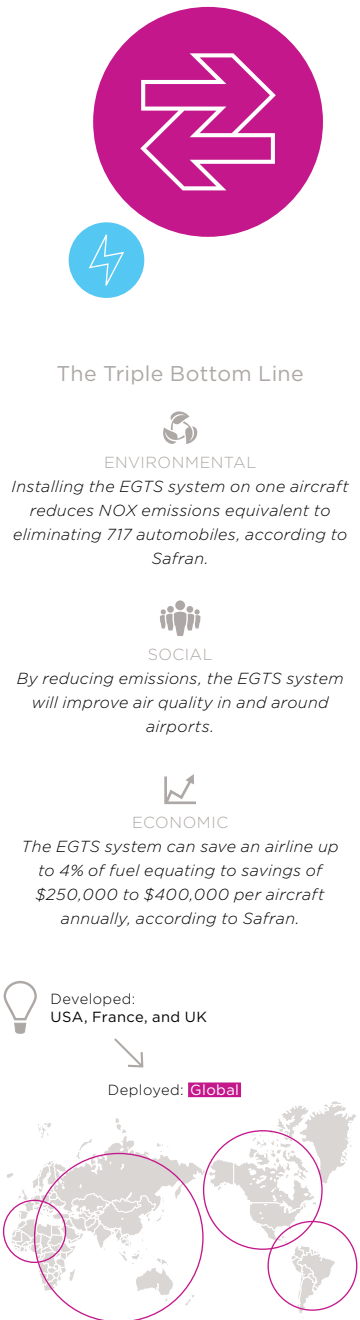 The Triple Bottom Line
ENVIRONMENTAL
Installing the EGTS system on one aircraft
reduces NOX emissions equivalent to
eliminating 717 automobiles, according to
Safran.
SOCIAL
By reducing emissions, the EGTS system
will improve air quality in and around
airports.
ECONOMIC
The EGTS system can save an airline up
to 4% of fuel equating to savings of
$250,000 to $400,000 per aircraft
annually, according to Safran.
Developed:
USA, France, and UK
Deployed: Global